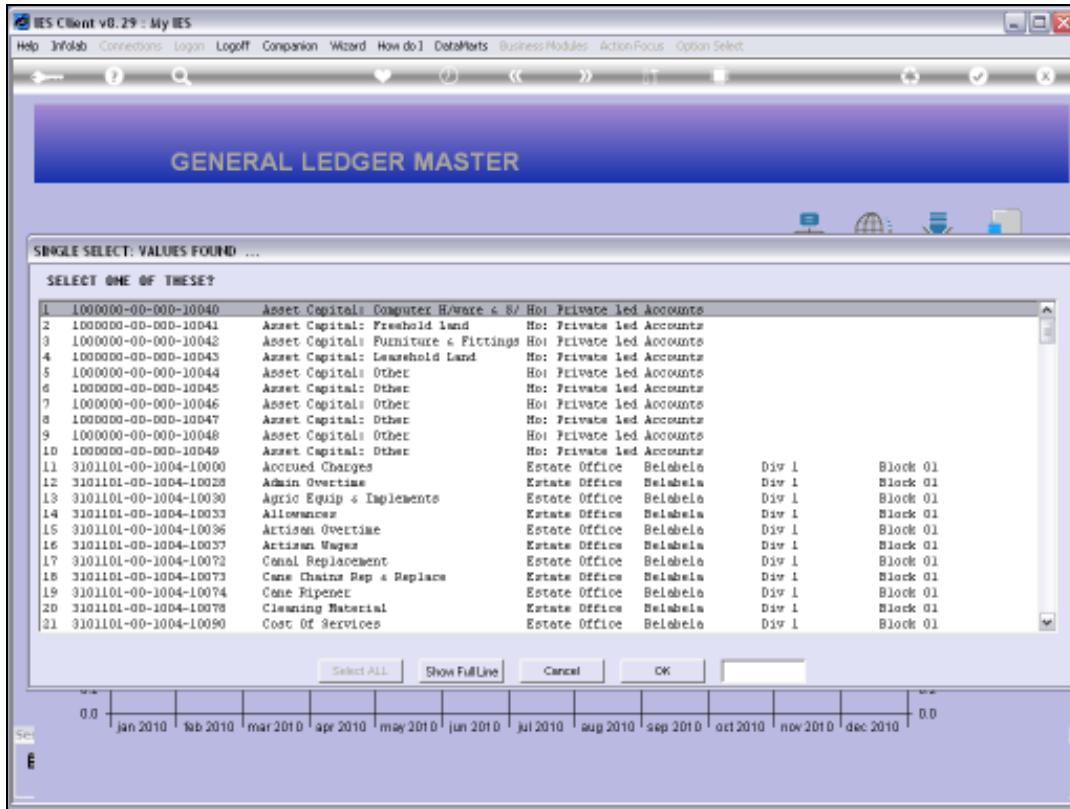 IES Client v8.29 : My IES
Help Infolab Connections Logon Logoff Companion Wizard How do I DataMarts Business Modules Action Focus Option Select
GENERAL LEDGER MASTER
SINGLE SELECT: VALUES FOUND ...
SELECT ONE OF THESE?
1 1000000-00-000-10040 Asset Capital: Computer H/ware & S/ Ho: Private led Accounts
2 1000000-00-000-10041 Asset Capital: Freehold land Ho: Private led Accounts
3 1000000-00-000-10042 Asset Capital: Furniture & Fittings Ho: Private led Accounts
4 1000000-00-000-10043 Asset Capital: Leasehold Land Ho: Private led Accounts
5 1000000-00-000-10044 Asset Capital: Other Ho: Private led Accounts
6 1000000-00-000-10045 Asset Capital: Other Ho: Private led Accounts
7 1000000-00-000-10046 Asset Capital: Other Ho: Private led Accounts
8 1000000-00-000-10047 Asset Capital: Other Ho: Private led Accounts
9 1000000-00-000-10048 Asset Capital: Other Ho: Private led Accounts
10 1000000-00-000-10049 Asset Capital: Other Ho: Private led Accounts
11 3101101-00-1004-10000 Accrued Charges Estate Office Belabela Div 1 Block 01
12 3101101-00-1004-10028 Admin Overtime Estate Office Belabela Div 1 Block 01
13 3101101-00-1004-10030 Agric Equip & Implements Estate Office Belabela Div 1 Block 01
14 3101101-00-1004-10033 Allowances Estate Office Belabela Div 1 Block 01
15 3101101-00-1004-10036 Artisan Overtime Estate Office Belabela Div 1 Block 01
16 3101101-00-1004-10037 Artisan Wages Estate Office Belabela Div 1 Block 01
17 3101101-00-1004-10072 Canal Replacement Estate Office Belabela Div 1 Block 01
18 3101101-00-1004-10073 Cane Chains Rep & Replace Estate Office Belabela Div 1 Block 01
19 3101101-00-1004-10074 Cane Ripener Estate Office Belabela Div 1 Block 01
20 3101101-00-1004-10078 Cleaning Material Estate Office Belabela Div 1 Block 01
21 3101101-00-1004-10090 Cost Of Services Estate Office Belabela Div 1 Block 01
Select ALL Show Full Line Cancel OK
0.0 jan 2010 feb 2010 mar 2010 apr 2010 may 2010 jun 2010 jul 2010 aug 2010 sep 2010 oct 2010 nov 2010 dec 2010 0.0